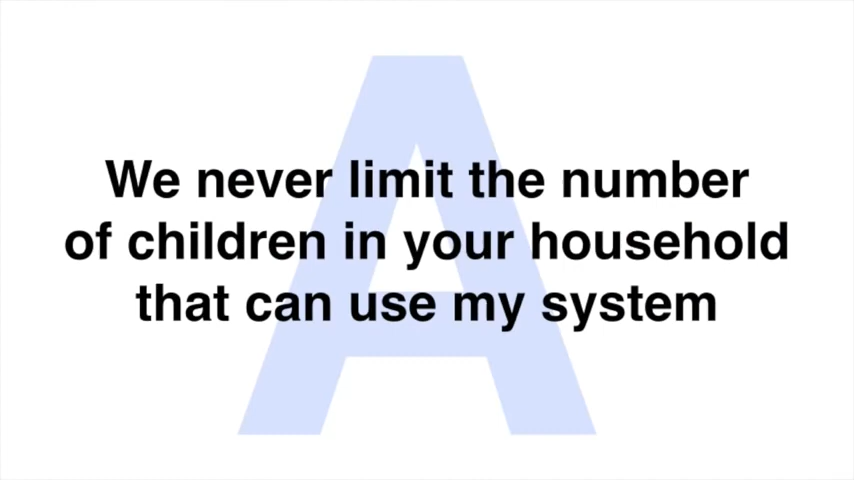 We never limit the number
of children in your household
that can use my system
A